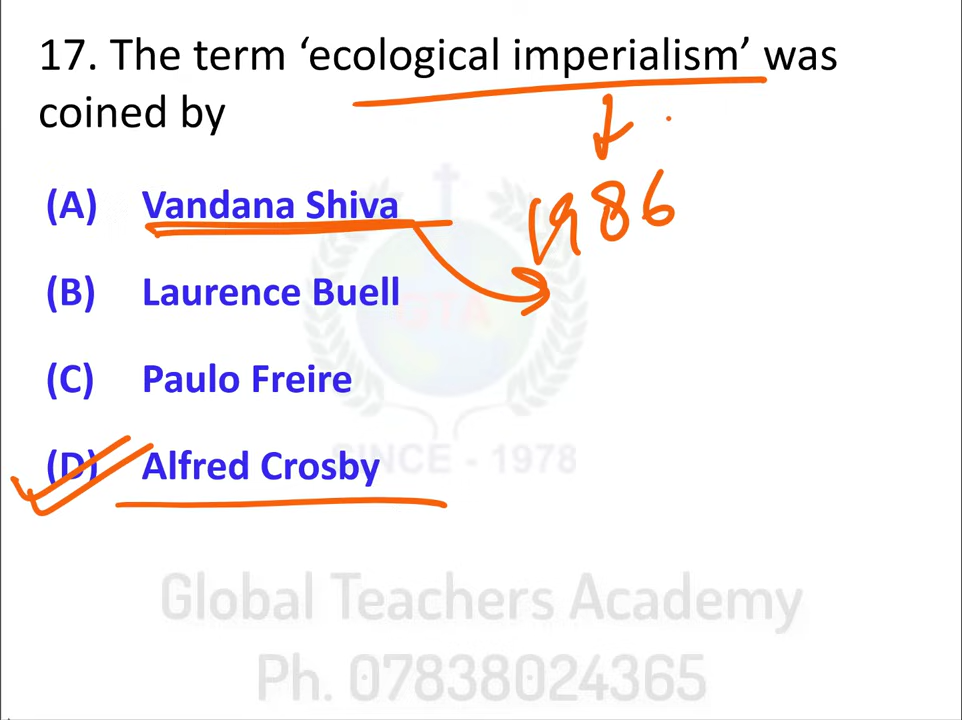 17. The term ‘ecological imperialism’ was
coined by
1986
(A) Vandana Shiva
(B) Laurence Buell
GTA
(C) Paulo Freire
(D) Alfred Crosby
SINCE - 1978
Global Teachers Academy
Ph. 07838024365